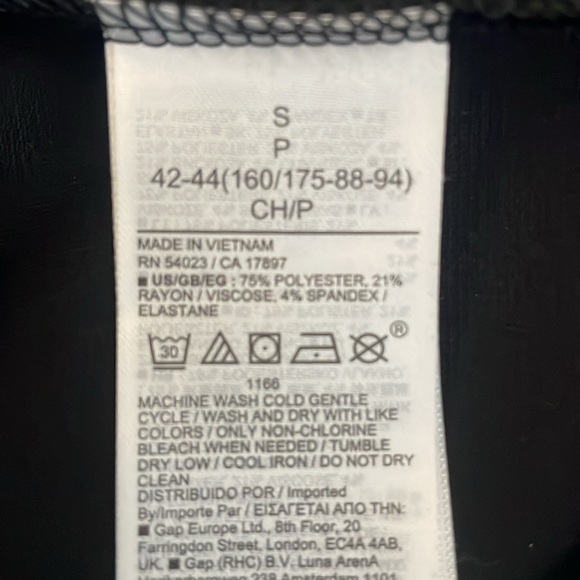 S
P
42-44(160/175-88-94)
CH/P
MADE IN VIETNAM
RN 54023 / CA 17897
■ US/GB/EG : 75% POLYESTER, 21%
RAYON / VISCOSE, 4% SPANDEX /
ELASTANE
30
®
1166
MACHINE WASH COLD GENTLE
CYCLE / WASH AND DRY WITH LIKE
COLORS / ONLY NON-CHLORINE
BLEACH WHEN NEEDED / TUMBLE
DRY LOW / COOL IRON / DO NOT DRY
CLEAN
DISTRIBUIDO POR / Imported
By/Importe Par / ΕΙΣΑΓΕΤΑΙ ΑΠΟ ΤΗΝ:
■ Gap Europe Ltd., 8th Floor, 20
Farringdon Street, London, EC4A 4AB,
UK. ■ Gap (RHC) B.V. Luna ArenA
238 Amsterdam 1101